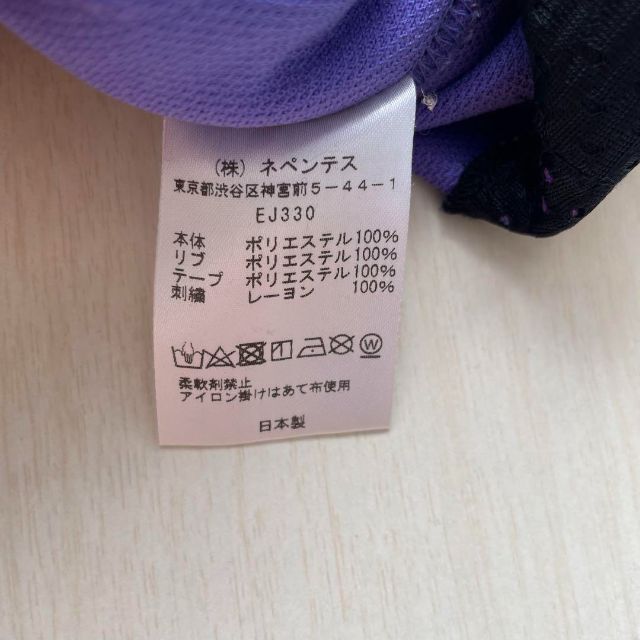 (株) ネペンテス
東京都渋谷区神宮前5-44-1
EJ330
本体 ポリエステル100%
リブ ポリエステル100%
テープ ポリエステル100%
刺繍 レーヨン 100%
柔軟剤禁止
アイロン掛けはあて布使用
日本製